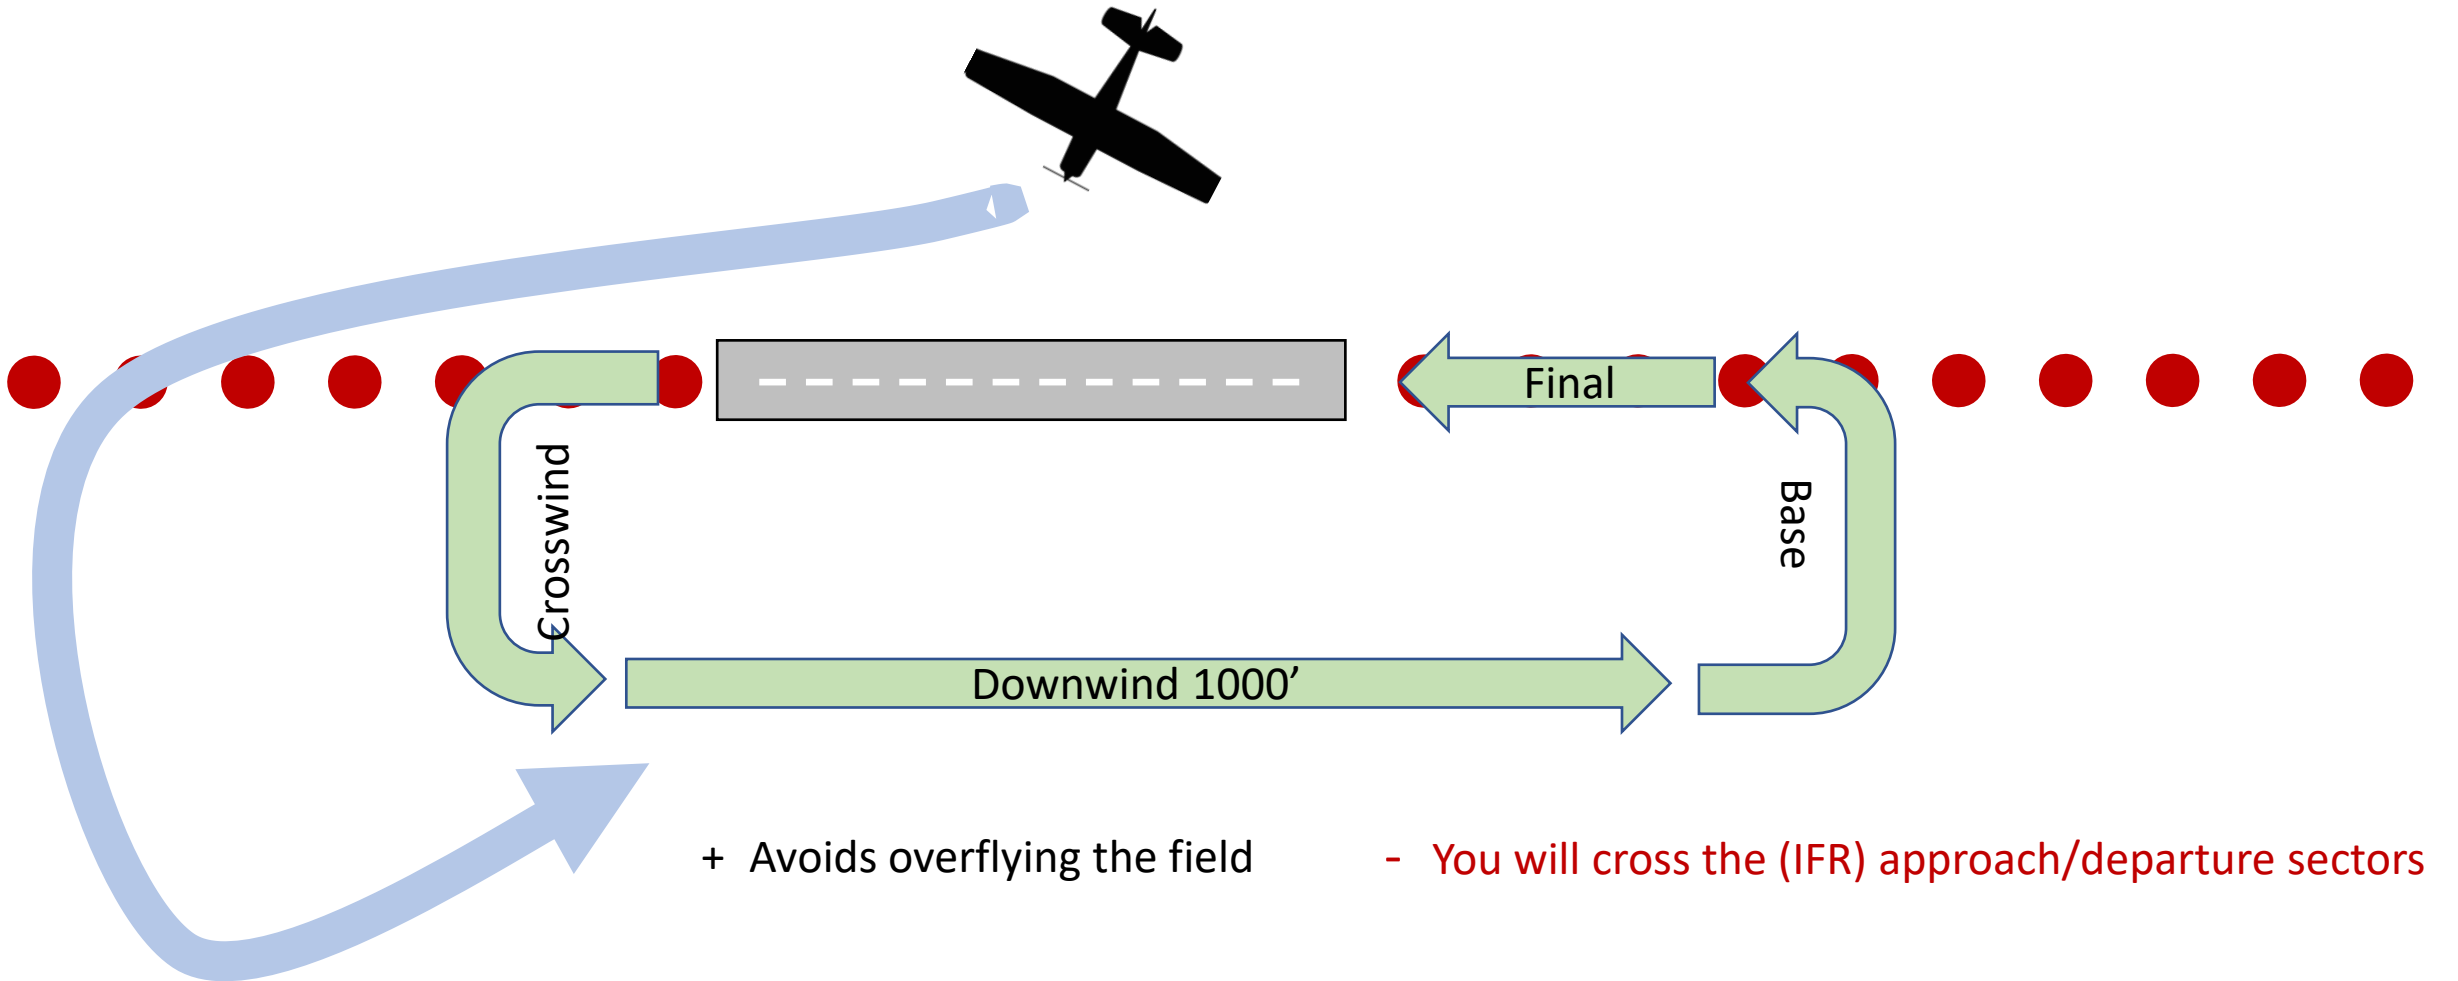 Final
Crosswind
Base
Downwind 1000’
+ Avoids overflying the field
- You will cross the (IFR) approach/departure sectors